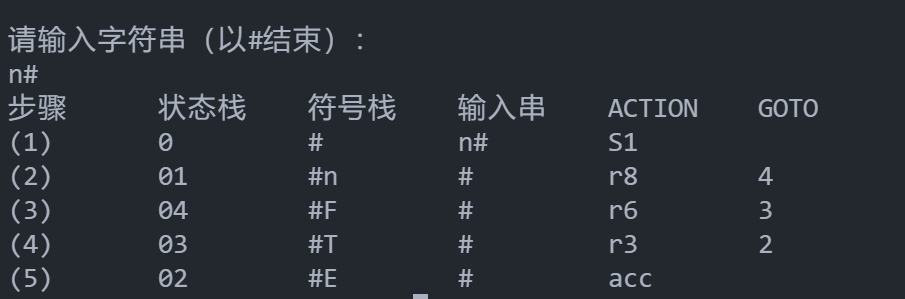 请输入字符串（以#结束）：
n#
步骤 状态栈 符号栈 输入串 ACTION GOTO
(1) 0 # n# S1
(2) 01 #n # r8 4
(3) 04 #F # r6 3
(4) 03 #T # r3 2
(5) 02 #E # acc